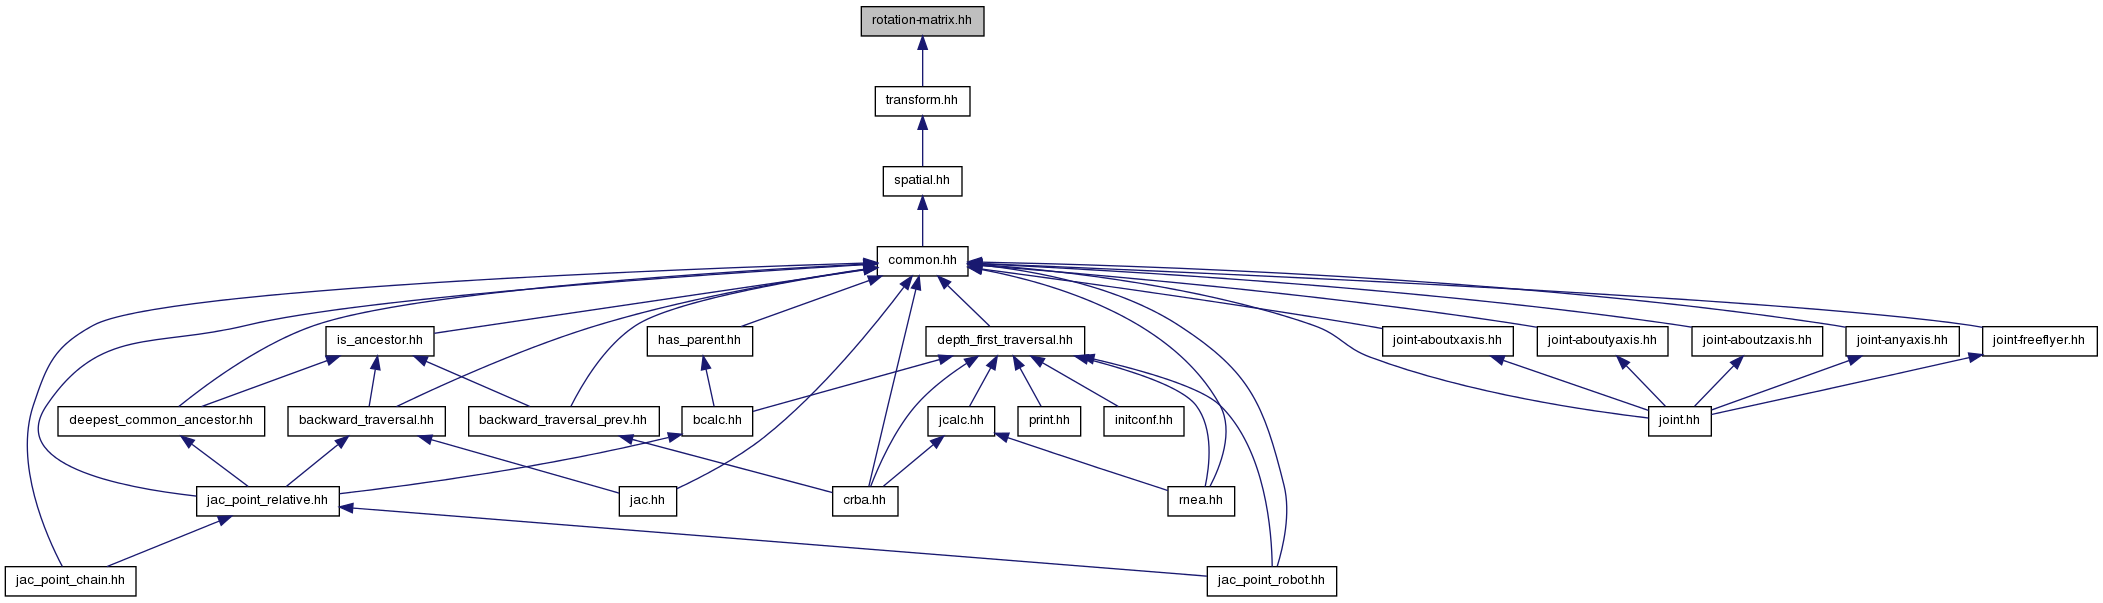 rotation-matrix.hh
transform.hh
spatial.hh
common.hh
is_ancestor.hh
has_parent.hh
depth_first_traversal.hh
joint-aboutxaxis.hh
joint-aboutyaxis.hh
joint-aboutzaxis.hh
joint-anyaxis.hh
joint-freeflyer.hh
deepest_common_ancestor.hh
backward_traversal.hh
backward_traversal_prev.hh
bcalc.hh
jcalc.hh
print.hh
initconf.hh
joint.hh
jac_point_relative.hh
jac.hh
crba.hh
rnea.hh
jac_point_chain.hh
jac_point_robot.hh